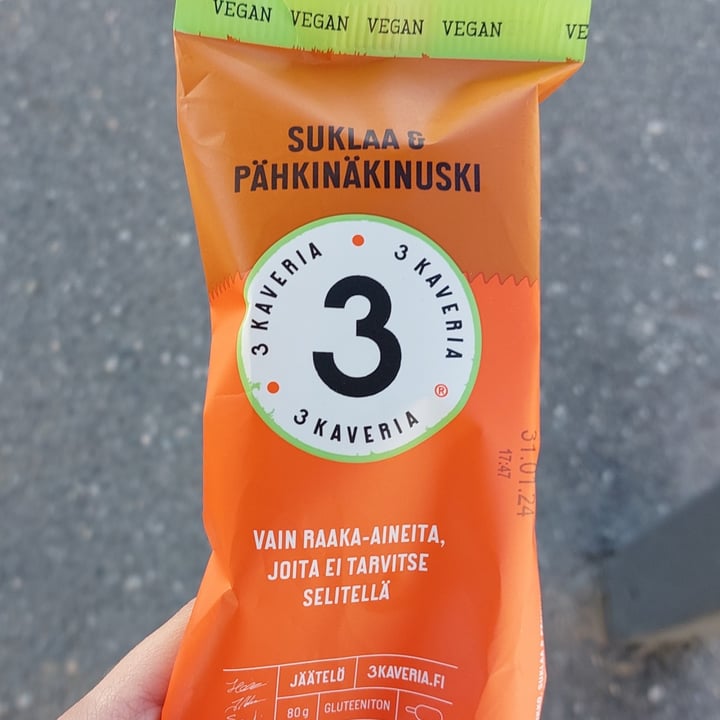 VEGAN VEGAN VEGAN VEGAN VE
SUKLAA &
PÄHKINÄKINUSKI
3 KAVERIA • 3 KAVERIA
3
®
3 KAVERIA
31.01.24
17:47
VAIN RAAKA-AINEITA,
JOITA EI TARVITSE
SELITELLÄ
JÄÄTELÖ 3KAVERIA.FI
80 g GLUTEENITON